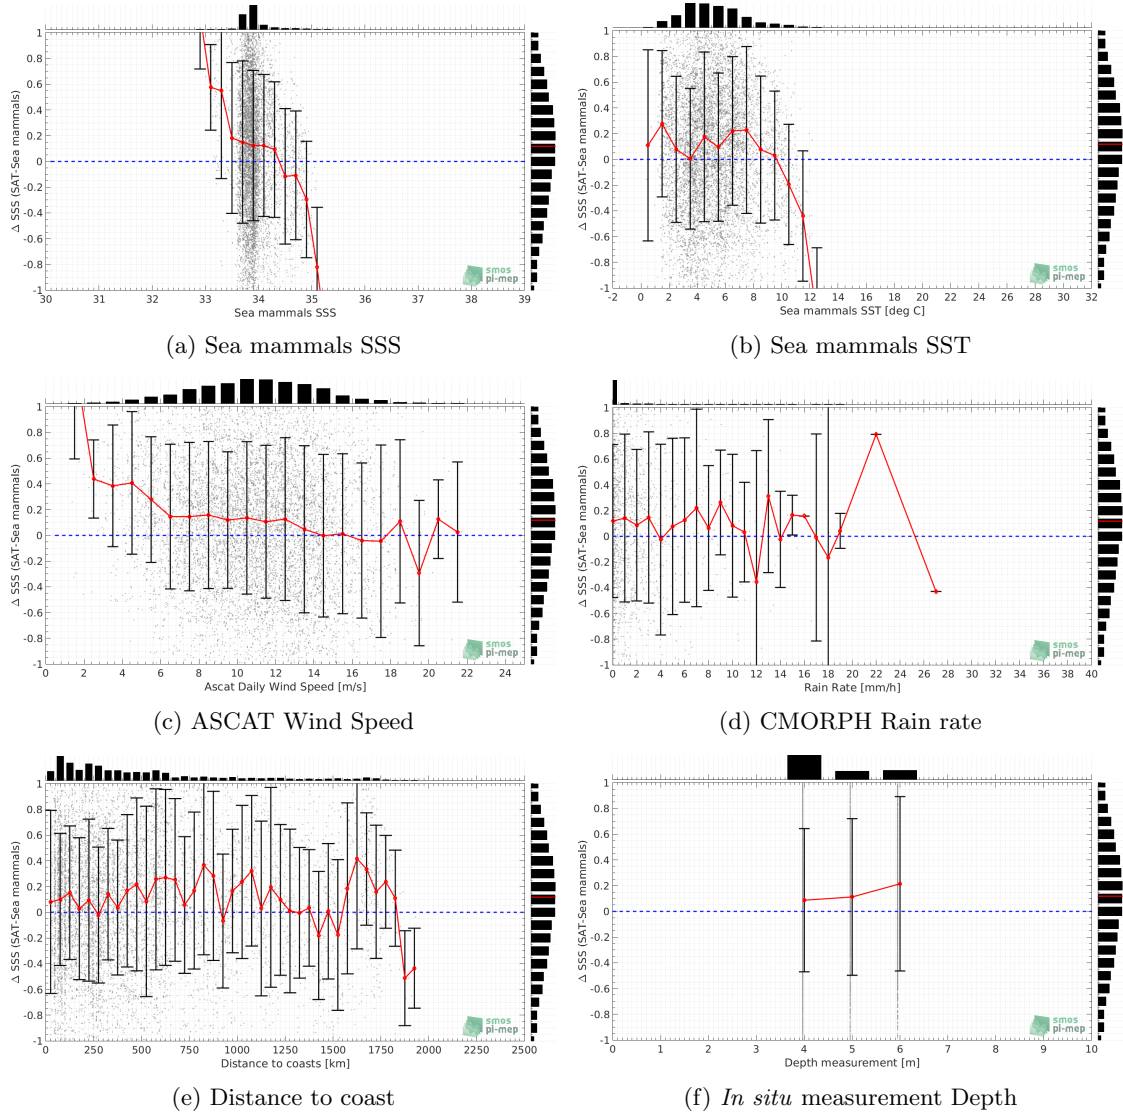 1
0.8
0.6
0.4
0.2
0
-0.2
-0.4
-0.6
-0.8
-1
Δ SSS (SAT-Sea mammals)
30 31 32 33 34 35 36 37 38 39
Sea mammals SSS
smos
pi-mep
(a) Sea mammals SSS
1
0.8
0.6
0.4
0.2
0
-0.2
-0.4
-0.6
-0.8
-1
Δ SSS (SAT-Sea mammals)
-2 0 2 4 6 8 10 12 14 16 18 20 22 24 26 28 30 32
Sea mammals SST [deg C]
smos
pi-mep
(b) Sea mammals SST
1
0.8
0.6
0.4
0.2
0
-0.2
-0.4
-0.6
-0.8
-1
Δ SSS (SAT-Sea mammals)
0 2 4 6 8 10 12 14 16 18 20 22 24
Ascat Daily Wind Speed [m/s]
smos
pi-mep
(c) ASCAT Wind Speed
1
0.8
0.6
0.4
0.2
0
-0.2
-0.4
-0.6
-0.8
-1
Δ SSS (SAT-Sea mammals)
0 2 4 6 8 10 12 14 16 18 20 22 24 26 28 30 32 34 36 38 40
Rain Rate [mm/h]
smos
pi-mep
(d) CMORPH Rain rate
1
0.8
0.6
0.4
0.2
0
-0.2
-0.4
-0.6
-0.8
-1
Δ SSS (SAT-Sea mammals)
0 250 500 750 1000 1250 1500 1750 2000 2250 2500
Distance to coasts [km]
smos
pi-mep
(e) Distance to coast
1
0.8
0.6
0.4
0.2
0
-0.2
-0.4
-0.6
-0.8
-1
Δ SSS (SAT-Sea mammals)
0 1 2 3 4 5 6 7 8 9 10
Depth measurement [m]
smos
pi-mep
(f) In situ measurement Depth